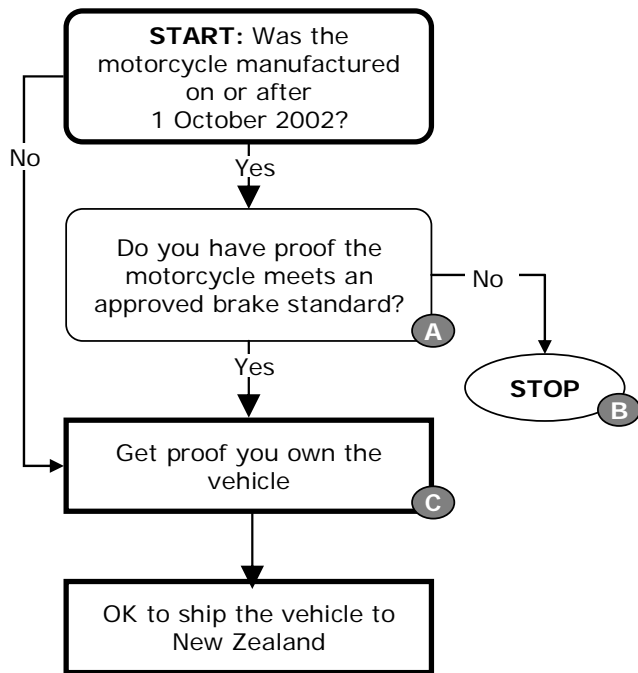 START: Was the
motorcycle manufactured
on or after
1 October 2002?
No
Yes
Do you have proof the
motorcycle meets an
approved brake standard?
A
No
Yes
STOP
B
Get proof you own the
vehicle
C
OK to ship the vehicle to
New Zealand